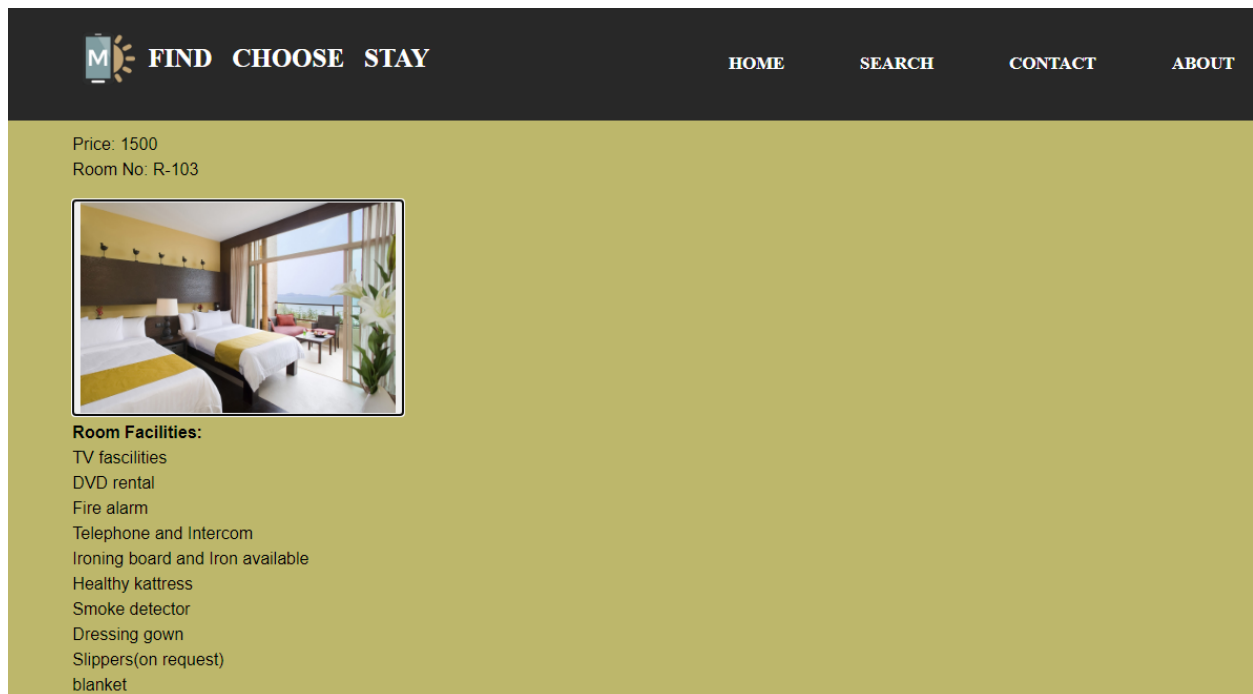 M FIND CHOOSE STAY
HOME SEARCH CONTACT ABOUT
Price: 1500
Room No: R-103
Room Facilities:
TV fascilities
DVD rental
Fire alarm
Telephone and Intercom
Ironing board and Iron available
Healthy kattress
Smoke detector
Dressing gown
Slippers(on request)
blanket